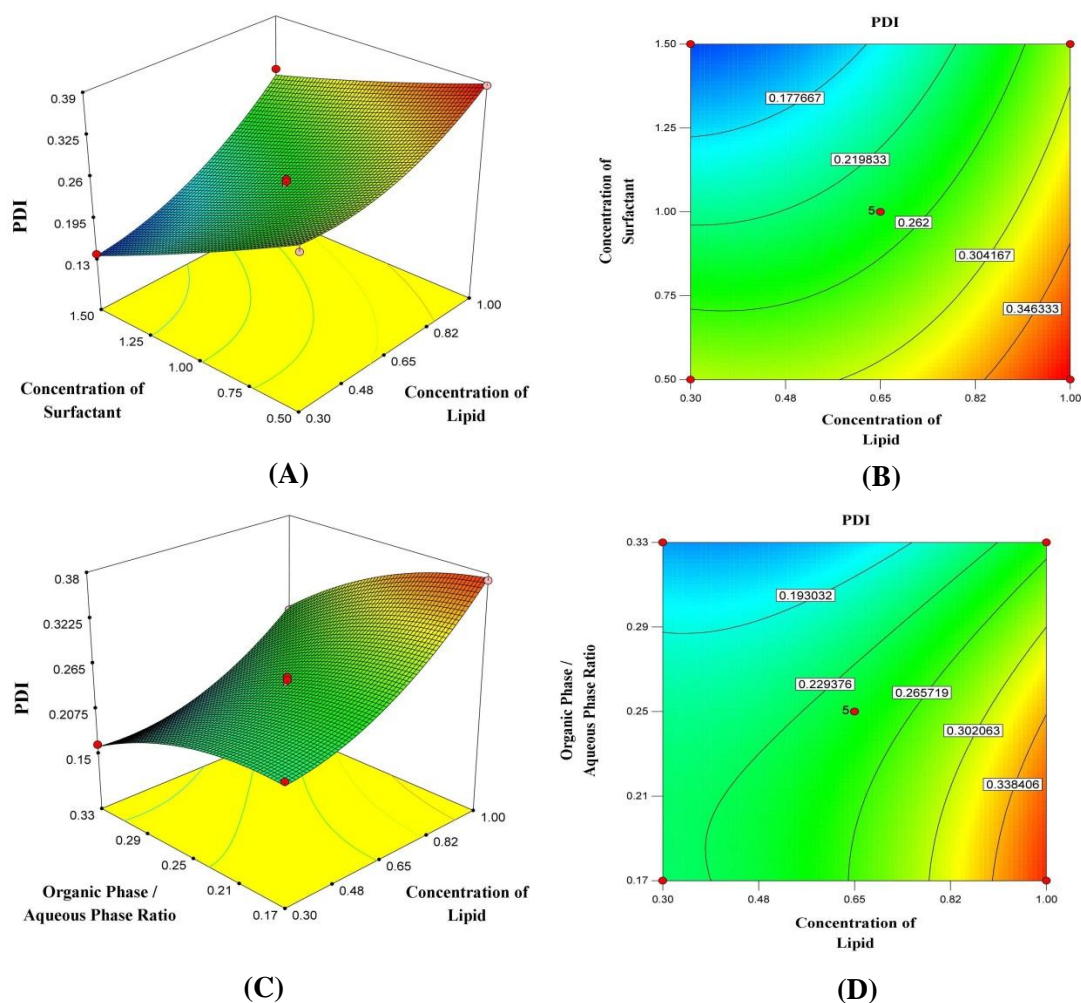 PDI
0.39
0.325
0.26
0.195
0.13
1.50
1.25
1.00
0.75
0.50
0.30
0.48
0.65
0.82
1.00
Concentration of
Surfactant
Concentration of
Lipid
(A)
PDI
1.50
1.25
1.00
0.75
0.50
Concentration of
Surfactant
0.177667
0.219833
5
0.262
0.304167
0.346333
0.30
0.48
0.65
0.82
1.00
Concentration of
Lipid
(B)
PDI
0.38
0.3225
0.265
0.2075
0.15
0.33
0.29
0.25
0.21
0.17
0.30
0.48
0.65
0.82
1.00
Organic Phase /
Aqueous Phase Ratio
Concentration of
Lipid
(C)
PDI
0.33
0.29
0.25
0.21
0.17
Organic Phase /
Aqueous Phase Ratio
0.193032
0.229376
0.265719
5
0.302063
0.338406
0.30
0.48
0.65
0.82
1.00
Concentration of
Lipid
(D)